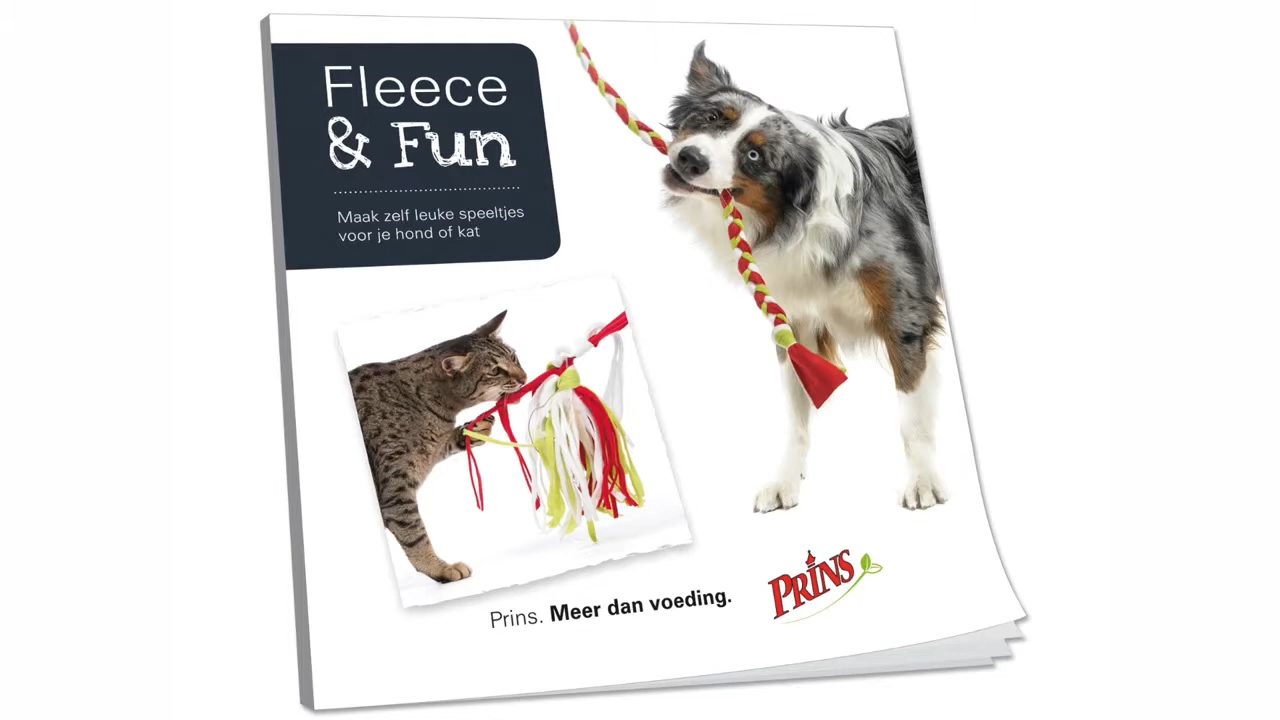 Fleece
& Fun
Maak zelf leuke speeltjes
voor je hond of kat
Prins. Meer dan voeding.
PRINS